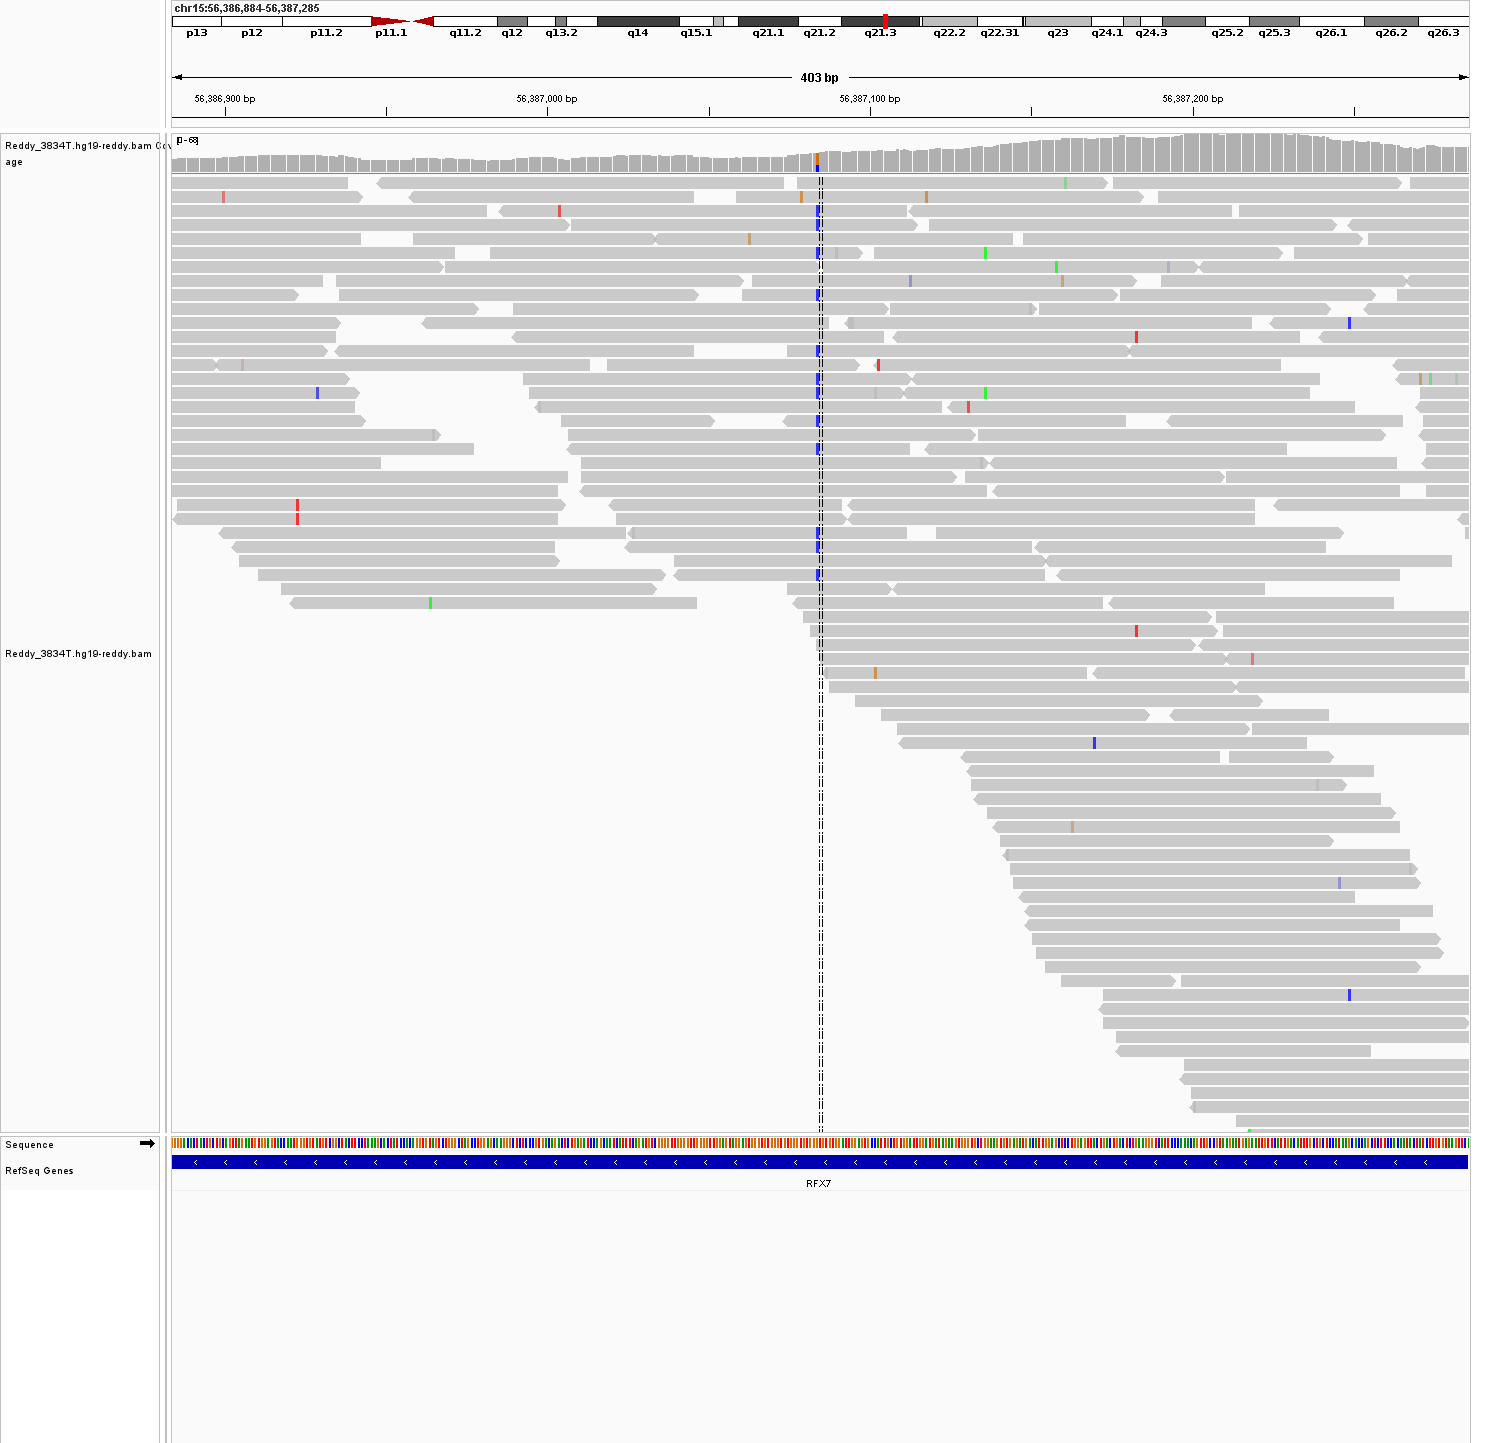 chr15:56,386,884-56,387,285
p13 p12 p11.2 p11.1 q11.2 q12 q13.2 q14 q15.1 q21.1 q21.2 q21.3 q22.2 q22.31 q23 q24.1 q24.3 q25.2 q25.3 q26.1 q26.2 q26.3
403 bp
56,386,900 bp 56,387,000 bp 56,387,100 bp 56,387,200 bp
Reddy_3834T.hg19-reddy.bam Cov
age
[0-68]
Reddy_3834T.hg19-reddy.bam
Sequence
RefSeq Genes
RFX7